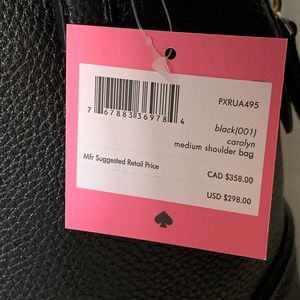 PXRUA495
7 67883 36978 4
black(001)
carolyn
medium shoulder bag
Mfr Suggested Retail Price
CAD $358.00
USD $298.00